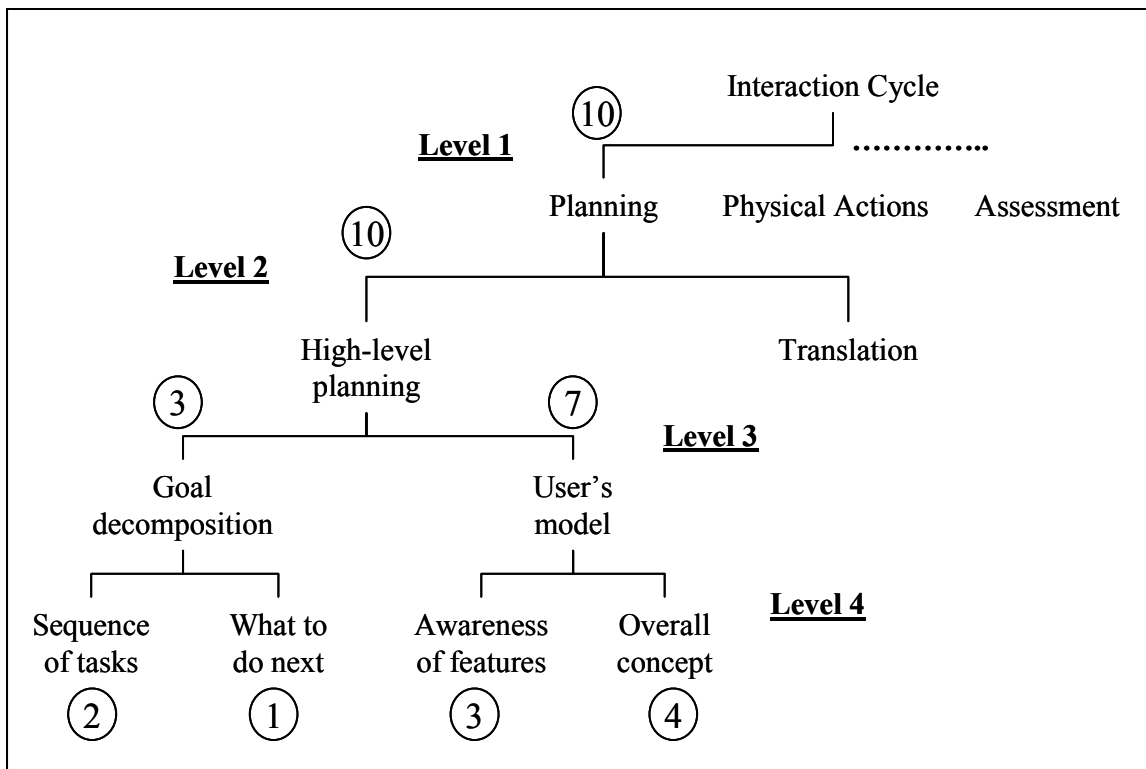 Interaction Cycle
10
Level 1
…………..
Planning
Physical Actions
Assessment
10
Level 2
High-level
planning
Translation
3
7
Level 3
Goal
decomposition
User’s
model
Level 4
Sequence
of tasks
What to
do next
Awareness
of features
Overall
concept
2
1
3
4